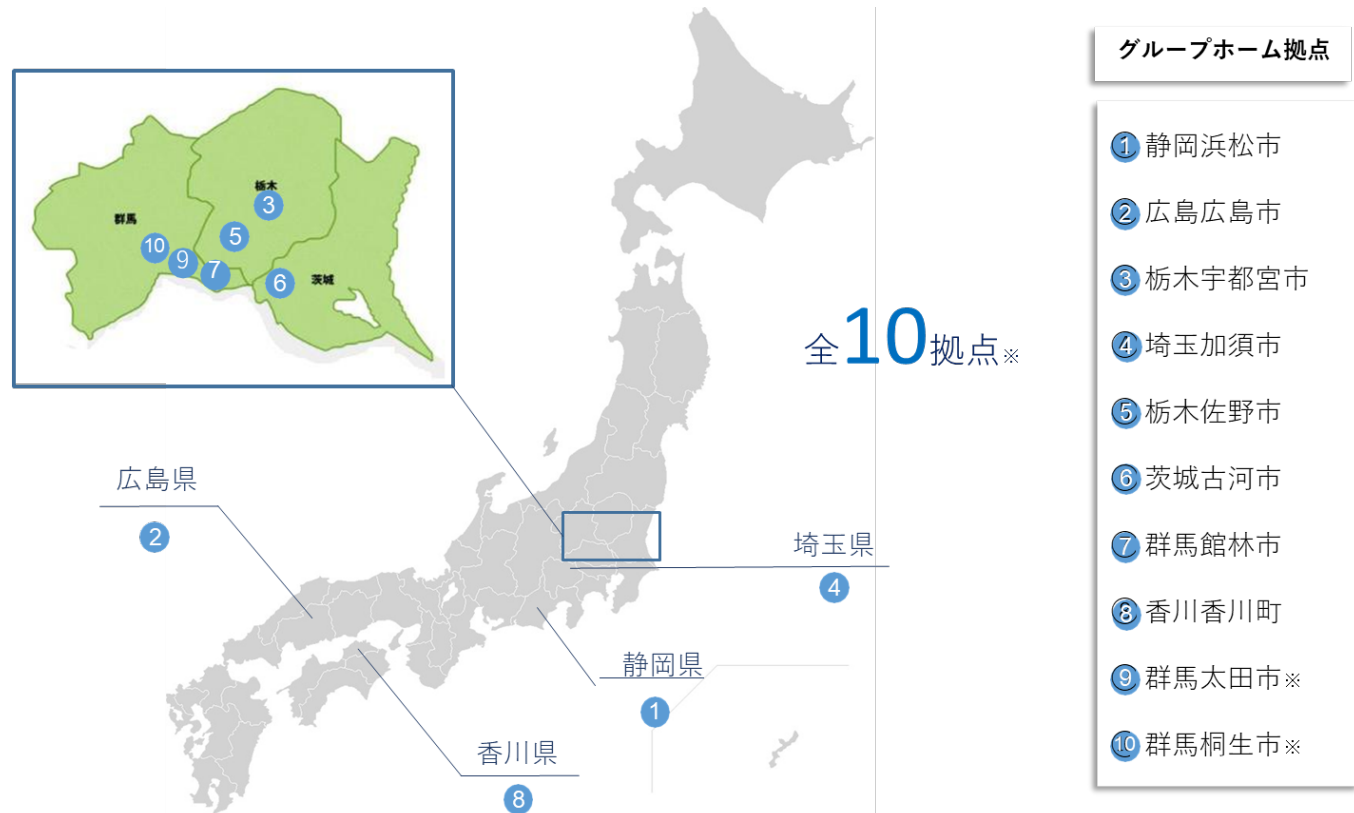 グループホーム拠点
① 静岡浜松市
② 広島広島市
③ 栃木宇都宮市
④ 埼玉加須市
⑤ 栃木佐野市
⑥ 茨城古河市
⑦ 群馬館林市
⑧ 香川香川町
⑨ 群馬太田市※
⑩ 群馬桐生市※
全10拠点※
栃木
3
群馬
5
10
9
7
6
茨城
広島県
2
埼玉県
4
静岡県
1
香川県
8